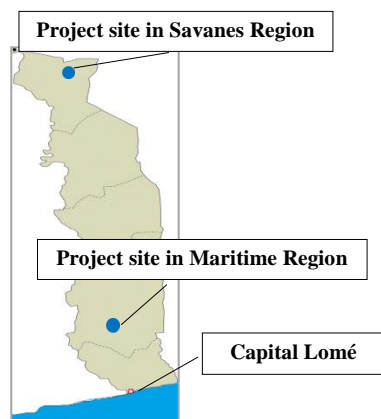 Project site in Savanes Region
Project site in Maritime Region
Capital Lomé